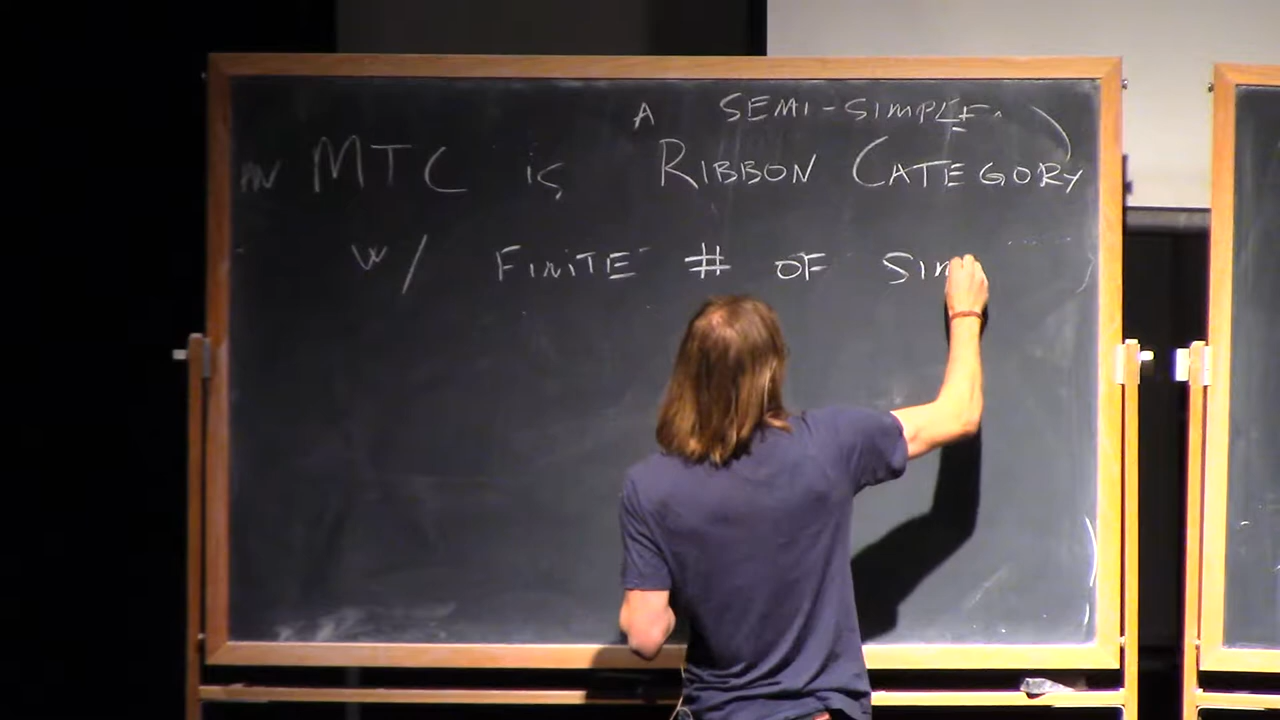 A SEMI-SIMPLE
AN MTC is RIBBON CATEGORY
w/ FINITE # OF SIM